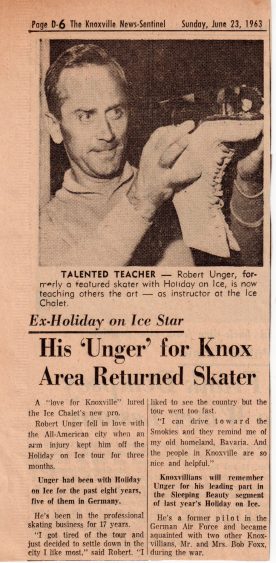 Page D-6 The Knoxville News-Sentinel Sunday, June 23, 1963
TALENTED TEACHER — Robert Unger, for-
merly a featured skater with Holiday on Ice, is now
teaching others the art — as instructor at the Ice
Chalet.
Ex-Holiday on Ice Star
His 'Unger' for Knox
Area Returned Skater
A "love for Knoxville" lured
the Ice Chalet's new pro.
Robert Unger fell in love with
the All-American city when an
arm injury kept him off the
Holiday on Ice tour for three
months.
Unger had been with Holiday
on Ice for the past eight years,
five of them in Germany.
He's been in the professional
skating business for 17 years.
"I got tired of the tour and
just decided to settle down in the
city I like most," said Robert. "I
liked to see the country but the
tour went too fast.
"I can drive toward the
Smokies and they remind me of
my old homeland, Bavaria. And
the people in Knoxville are so
nice and helpful."
Knoxvillians will remember
Unger for his leading part in
the Sleeping Beauty segment
of last year's Holiday on Ice.
He's a former pilot in the
German Air Force and became
aquainted with two other Knox-
villians, Mr. and Mrs. Bob Foxx,
during the war.